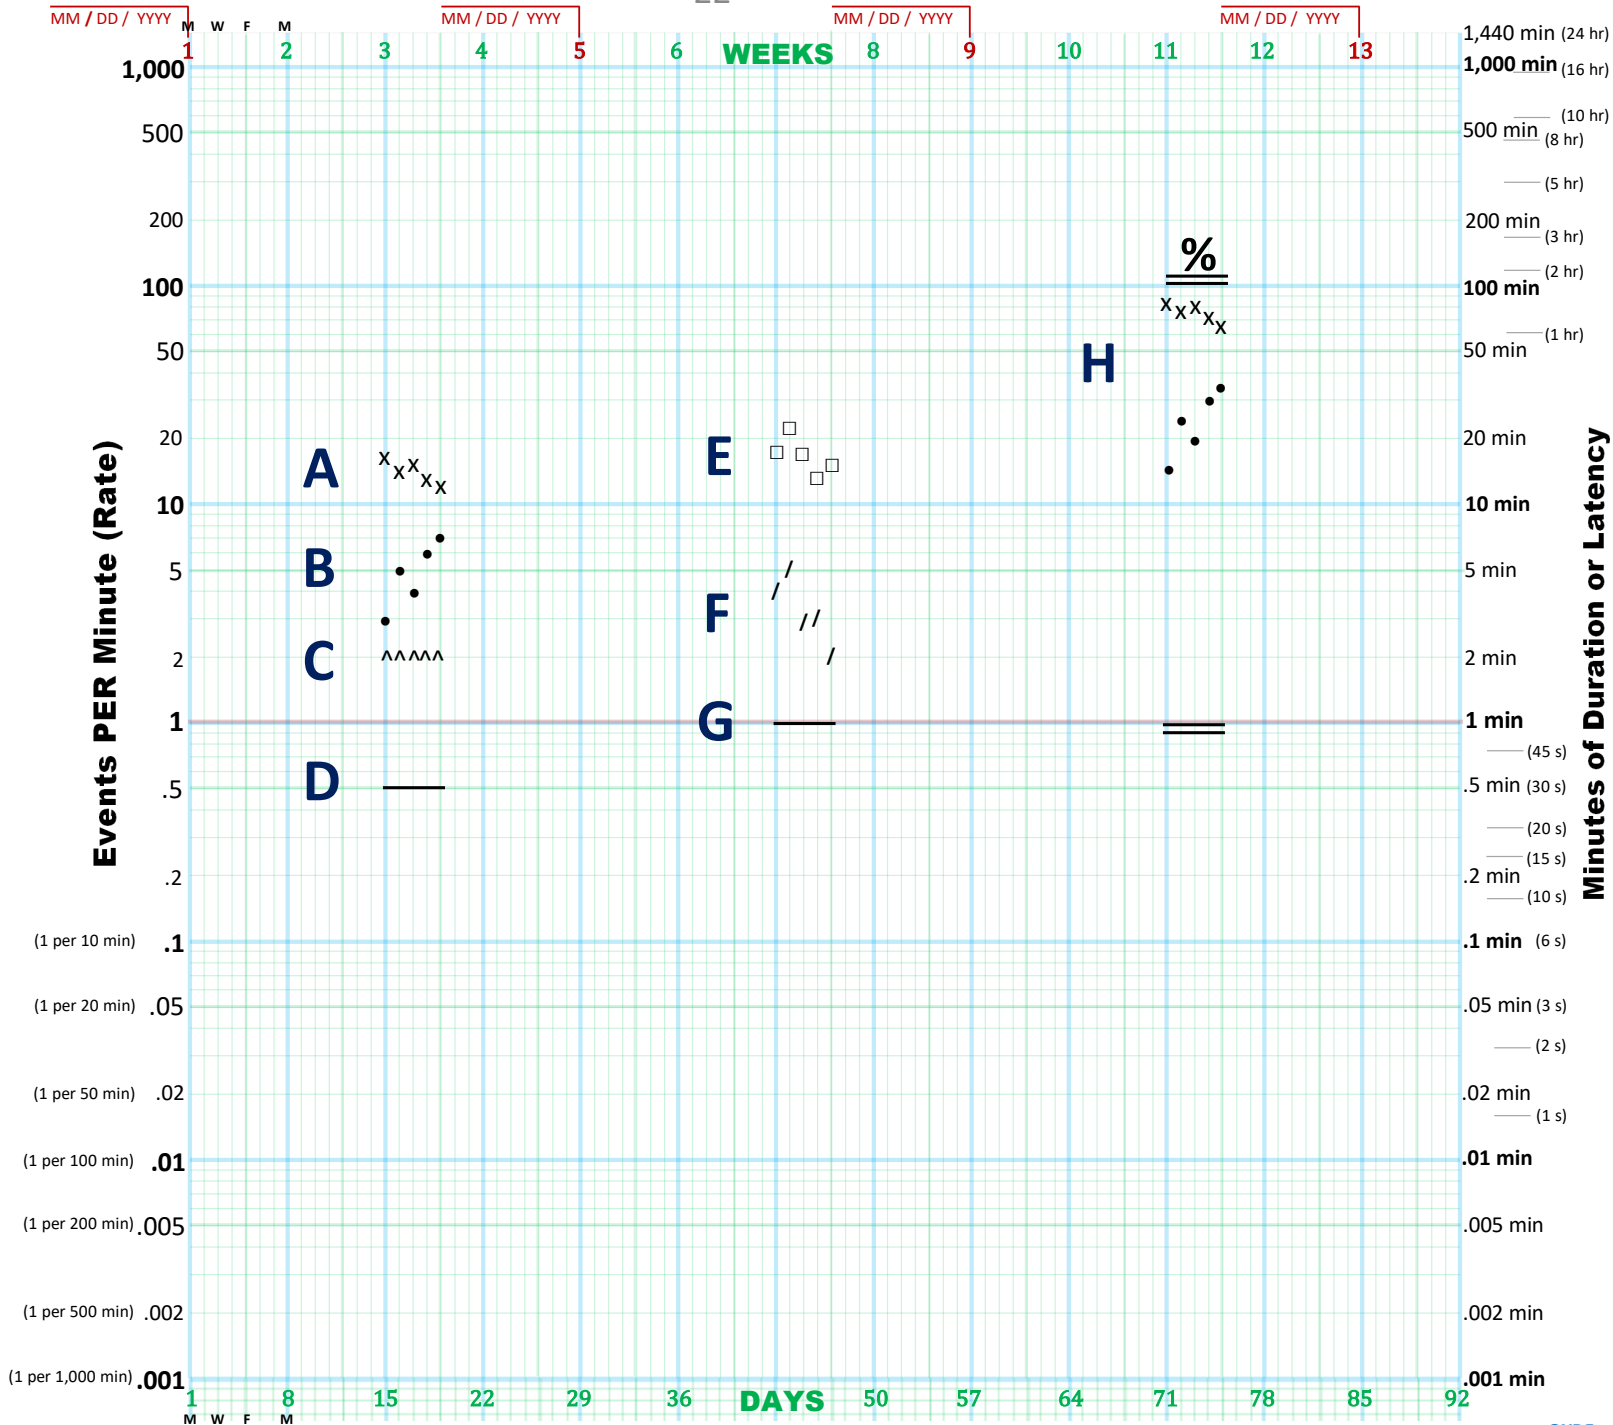 MM / DD / YYYY MM / DD / YYYY MM / DD / YYYY MM / DD / YYYY
M W F M
1 2 3 4 5 6 WEEKS 8 9 10 11 12 13
1,440 min (24 hr)
1,000 1,000 min (16 hr)
(10 hr)
500 500 min
(8 hr)
(5 hr)
200 200 min
(3 hr)
%
(2 hr)
100 100 min
X X X X X
(1 hr)
50 50 min
H
20 20 min
A X X X X X
E
10 10 min
B
5 5 min
F / / / / /
C ^ ^ ^ ^ ^
2 2 min
G
1 1 min
(45 s)
D
.5 .5 min (30 s)
(20 s)
(15 s)
.2 .2 min
(10 s)
(1 per 10 min) .1 .1 min (6 s)
(1 per 20 min) .05 .05 min (3 s)
(2 s)
(1 per 50 min) .02 .02 min
(1 s)
(1 per 100 min) .01 .01 min
(1 per 200 min) .005 .005 min
(1 per 500 min) .002 .002 min
(1 per 1,000 min) .001 .001 min
1 8 15 22 29 36 DAYS 50 57 64 71 78 85 92
M W F M
Events PER Minute (Rate)
Minutes of Duration or Latency